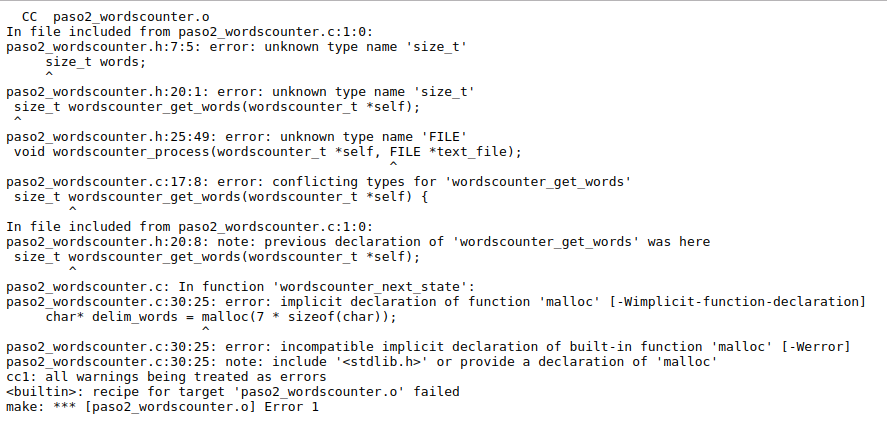 CC  paso2_wordscounter.o
In file included from paso2_wordscounter.c:1:0:
paso2_wordscounter.h:7:5: error: unknown type name 'size_t'
     size_t words;
     ^
paso2_wordscounter.h:20:1: error: unknown type name 'size_t'
 size_t wordscounter_get_words(wordscounter_t *self);
 ^
paso2_wordscounter.h:25:49: error: unknown type name 'FILE'
 void wordscounter_process(wordscounter_t *self, FILE *text_file);
                                                 ^
paso2_wordscounter.c:17:8: error: conflicting types for 'wordscounter_get_words'
 size_t wordscounter_get_words(wordscounter_t *self) {
        ^
In file included from paso2_wordscounter.c:1:0:
paso2_wordscounter.h:20:8: note: previous declaration of 'wordscounter_get_words' was here
 size_t wordscounter_get_words(wordscounter_t *self);
        ^
paso2_wordscounter.c: In function 'wordscounter_next_state':
paso2_wordscounter.c:30:25: error: implicit declaration of function 'malloc' [-Wimplicit-function-declaration]
     char* delim_words = malloc(7 * sizeof(char));
                         ^
paso2_wordscounter.c:30:25: error: incompatible implicit declaration of built-in function 'malloc' [-Werror]
paso2_wordscounter.c:30:25: note: include '<stdlib.h>' or provide a declaration of 'malloc'
cc1: all warnings being treated as errors
<builtin>: recipe for target 'paso2_wordscounter.o' failed
make: *** [paso2_wordscounter.o] Error 1